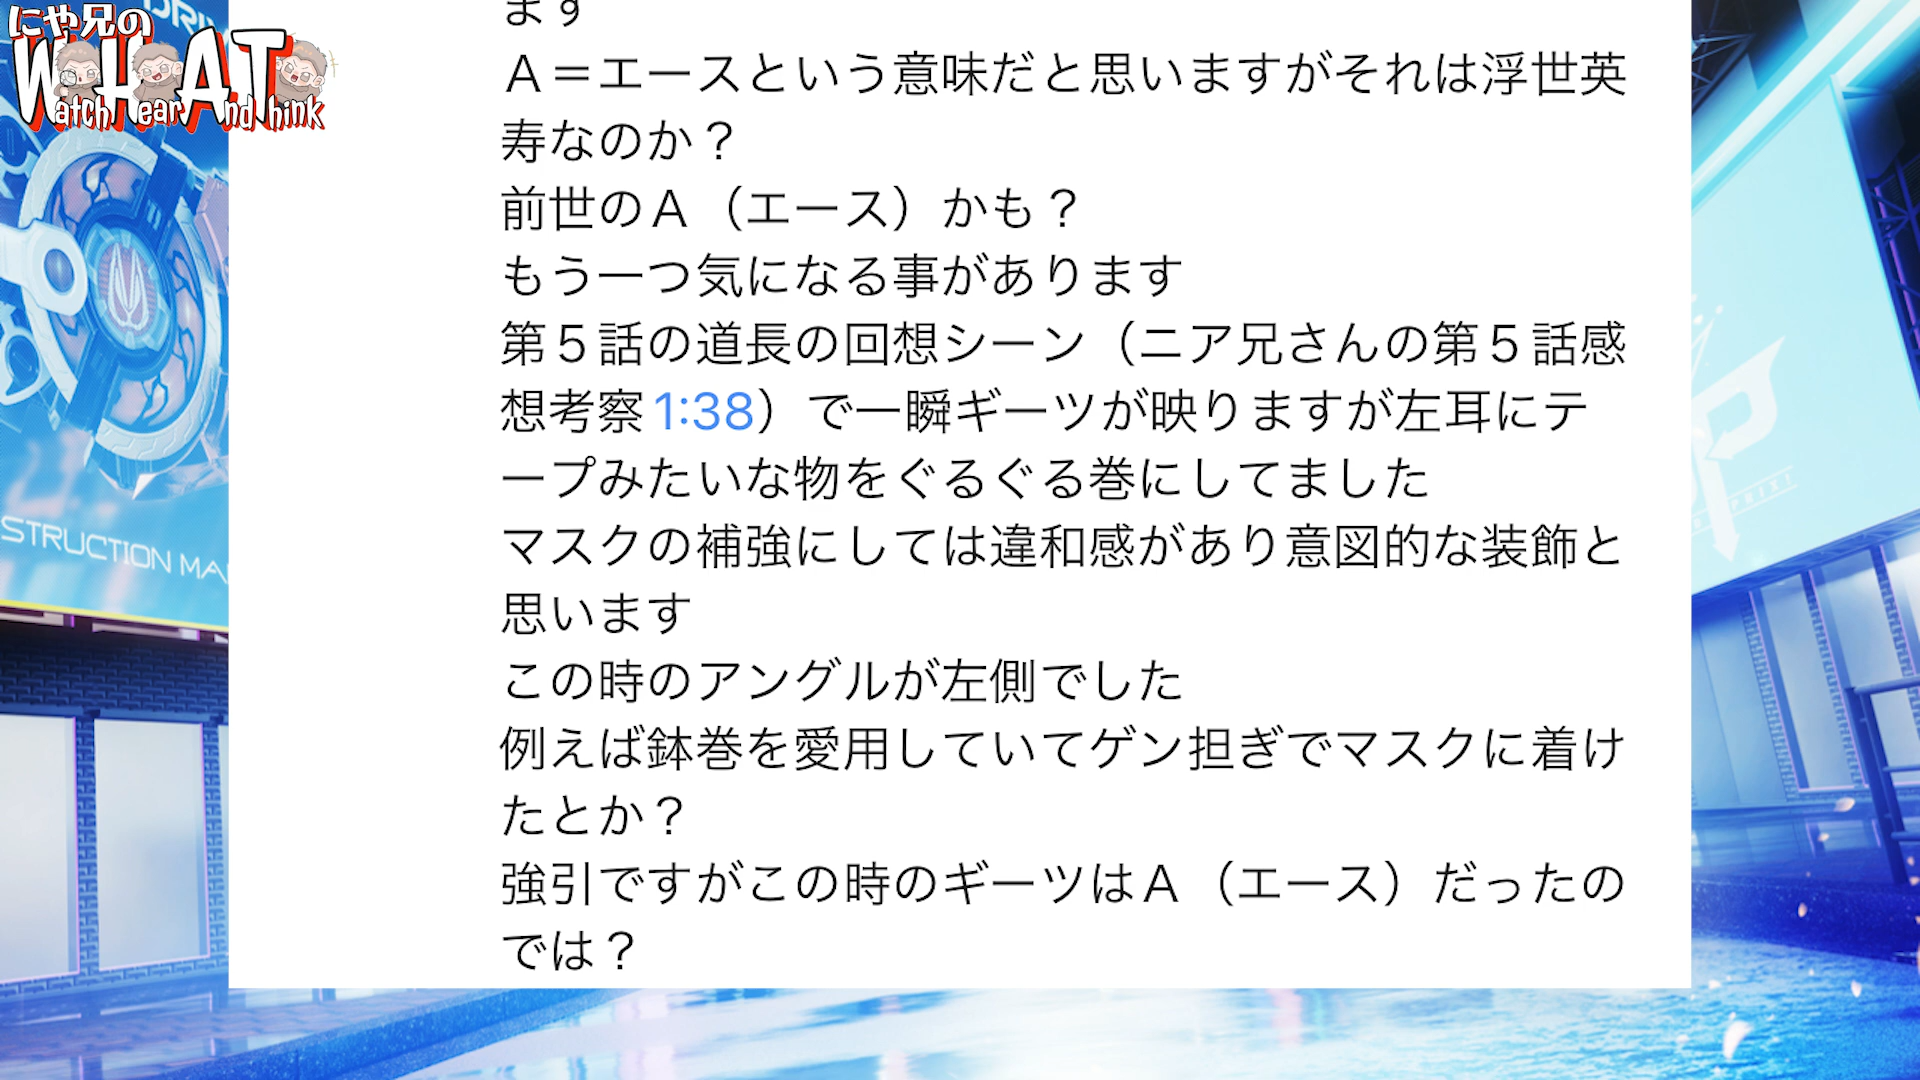 にや兄の
WHAT
Watch Hear And Think
ます
A＝エースという意味だと思いますがそれは浮世英
寿なのか？
前世のA（エース）かも？
もう一つ気になる事があります
第５話の道長の回想シーン（ニア兄さんの第５話感
想考察1:38）で一瞬ギーツが映りますが左耳にテ
ープみたいな物をぐるぐる巻にしてました
マスクの補強にしては違和感があり意図的な装飾と
思います
この時のアングルが左側でした
例えば鉢巻を愛用していてゲン担ぎでマスクに着け
たとか？
強引ですがこの時のギーツはA（エース）だったの
では？
STRUCTION MA